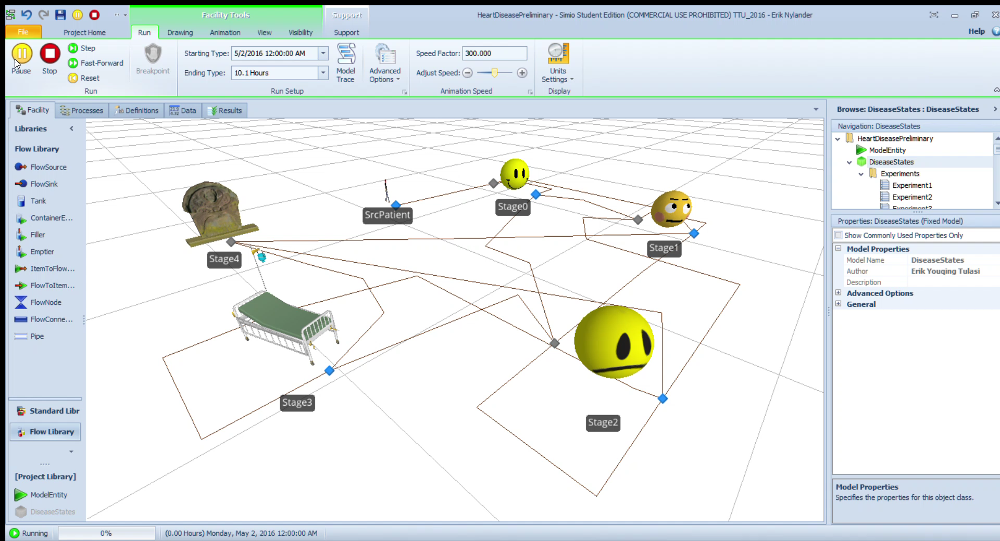 Facility Tools
Support
HeartDiseasePreliminary - Simio Student Edition (COMMERCIAL USE PROHIBITED) TTU_2016 - Erik Nylander
File
Project Home
Run
Drawing
Animation
View
Visibility
Support
Help
Pause
Stop
Step
Fast-Forward
Reset
Run
Breakpoint
Starting Type: 5/2/2016 12:00:00 AM
Ending Type: 10.1 Hours
Run Setup
Model Trace
Advanced Options
Speed Factor: 300.000
Adjust Speed:
Animation Speed
Units Settings
Display
Facility
Processes
Definitions
Data
Results
Libraries
Flow Library
FlowSource
FlowSink
Tank
ContainerE...
Filler
Emptier
ItemToFlow...
FlowToItem...
FlowNode
FlowConne...
Pipe
Standard Libr
Flow Library
[Project Library]
ModelEntity
DiseaseStates
SrcPatient
Stage0
Stage1
Stage4
Stage3
Stage2
Browse: DiseaseStates : DiseaseStates
Navigation: DiseaseStates
HeartDiseasePreliminary
ModelEntity
DiseaseStates
Experiments
Experiment1
Experiment2
Properties: DiseaseStates (Fixed Model)
Show Commonly Used Properties Only
Model Properties
Model Name DiseaseStates
Author Erik Youqing Tulasi
Description
Advanced Options
General
Model Properties
Specifies the properties for this object class.
Running
0%
(0.00 Hours) Monday, May 2, 2016 12:00:00 AM